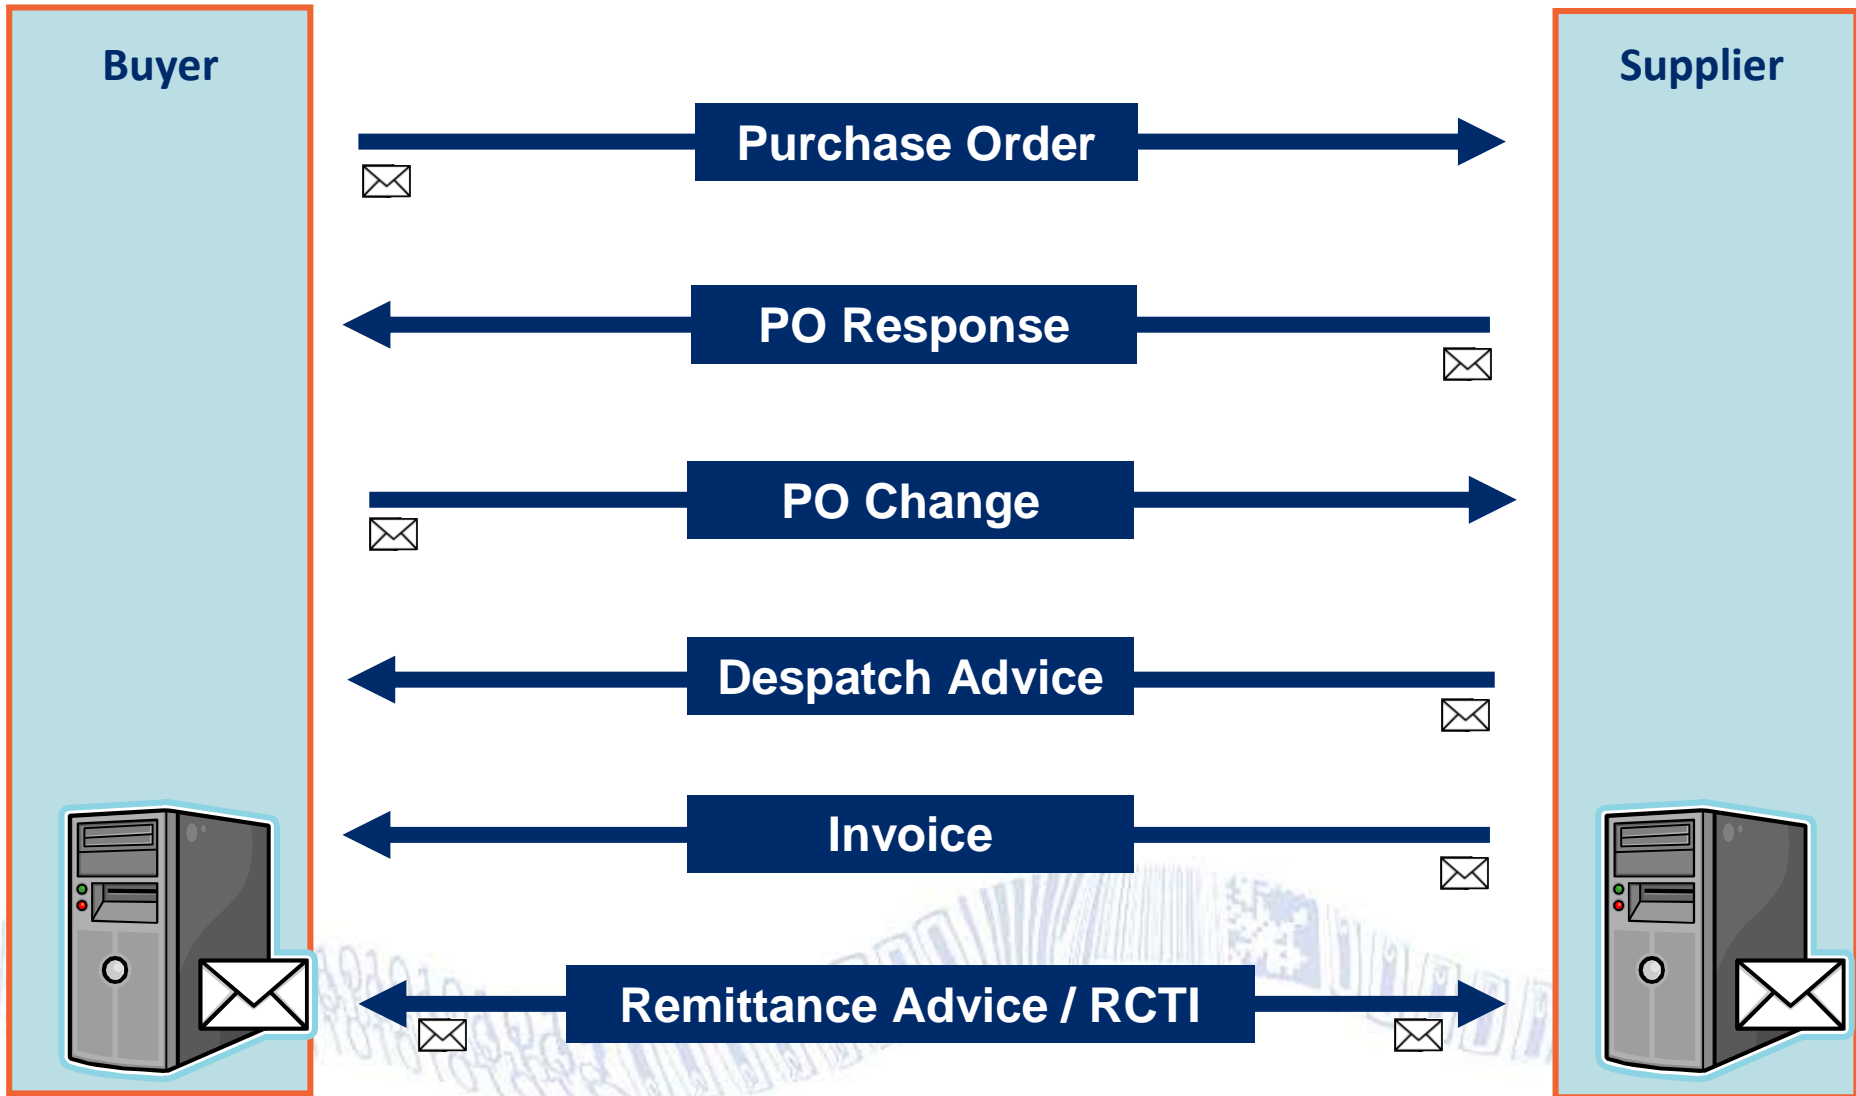 Buyer
Supplier
Purchase Order
PO Response
PO Change
Despatch Advice
Invoice
Remittance Advice / RCTI